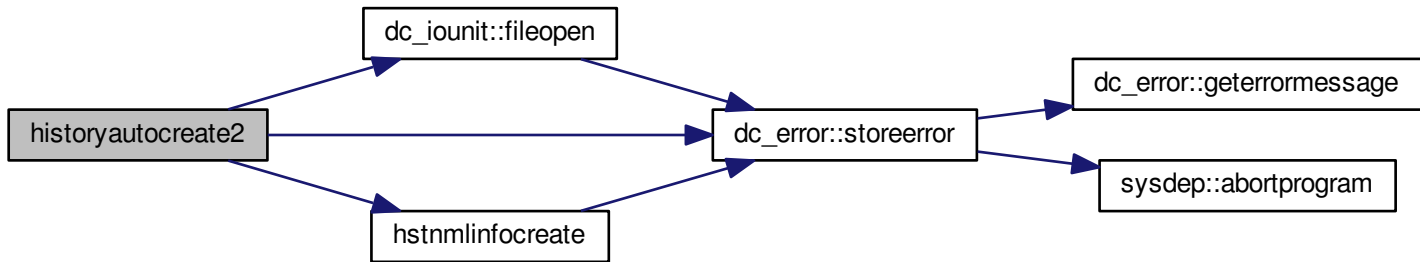 historyautocreate2
dc_iounit::fileopen
hstnmlinfocreate
dc_error::storeerror
dc_error::geterrormessage
sysdep::abortprogram